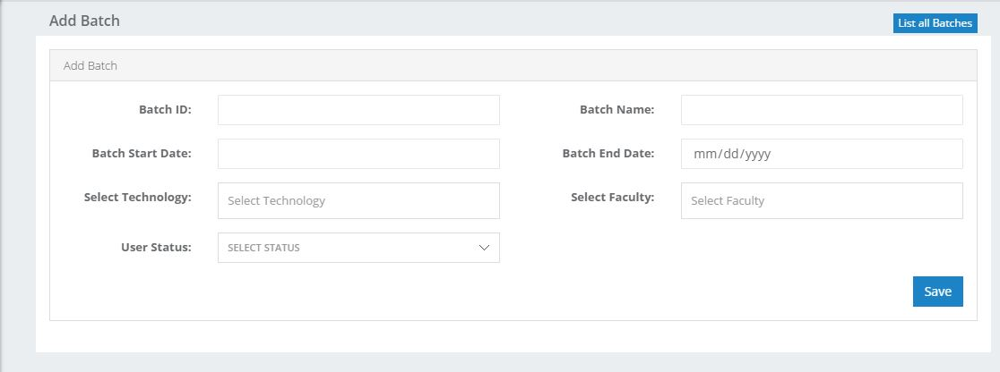 Add Batch
List all Batches
Add Batch
Batch ID:
Batch Name:
Batch Start Date:
Batch End Date: mm/dd/yyyy
Select Technology: Select Technology
Select Faculty: Select Faculty
User Status: SELECT STATUS
Save